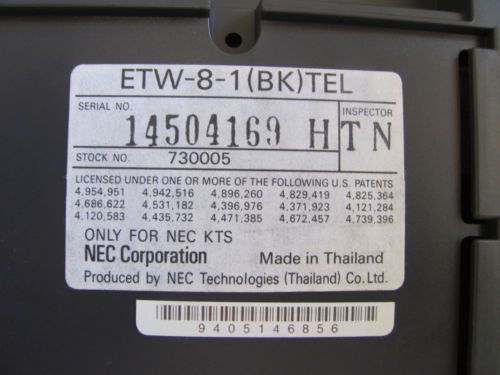 ETW-8-1(BK)TEL
SERIAL NO. 14504169 H INSPECTOR TN
STOCK NO. 730005
LICENSED UNDER ONE OR MORE OF THE FOLLOWING U.S. PATENTS
4,954,951 4,942,516 4,896,260 4,829,419 4,825,364
4,686,622 4,531,182 4,396,976 4,371,923 4,121,284
4,120,583 4,435,732 4,471,385 4,672,457 4,739,396
ONLY FOR NEC KTS
NEC Corporation Made in Thailand
Produced by NEC Technologies (Thailand) Co. Ltd.
9405146856